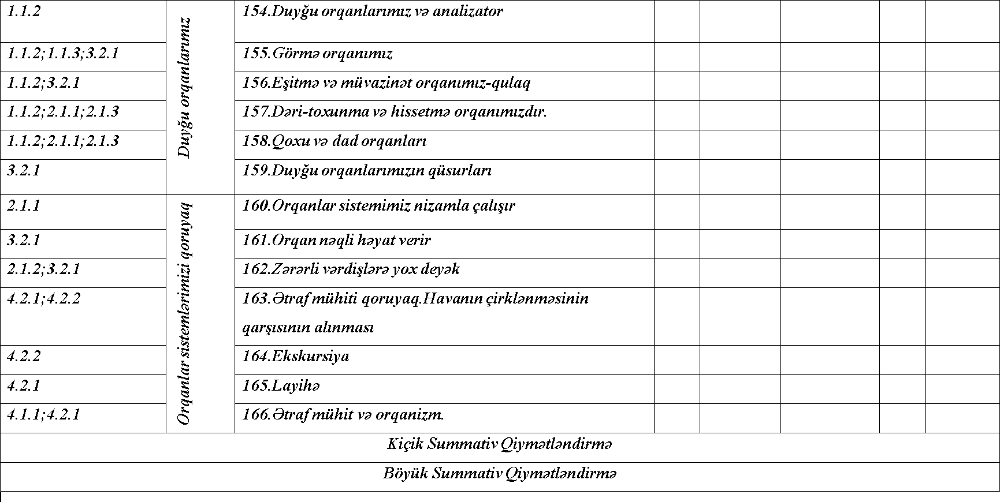 1.1.2
Duyğu orqanlarımız
154.Duyğu orqanlarımız və analizator
1.1.2;1.1.3;3.2.1
155.Görmə orqanımız
1.1.2;3.2.1
156.Eşitmə və müvazinət orqanımız-qulaq
1.1.2;2.1.1;2.1.3
157.Dəri-toxunma və hissetmə orqanımızdır.
1.1.2;2.1.1;2.1.3
158.Qoxu və dad orqanları
3.2.1
159.Duyğu orqanlarımızın qüsurları
2.1.1
Orqanlar sistemlərimizi qoruyaq
160.Orqanlar sistemimiz nizamla çalışır
3.2.1
161.Orqan nəqli həyat verir
2.1.2;3.2.1
162.Zərərli vərdişlərə yox deyək
4.2.1;4.2.2
163.Ətraf mühiti qoruyaq.Havanın çirklənməsinin
qarşısının alınması
4.2.2
164.Ekskursiya
4.2.1
165.Layihə
4.1.1;4.2.1
166.Ətraf mühit və orqanizm.
Kiçik Summativ Qiymətləndirmə
Böyük Summativ Qiymətləndirmə